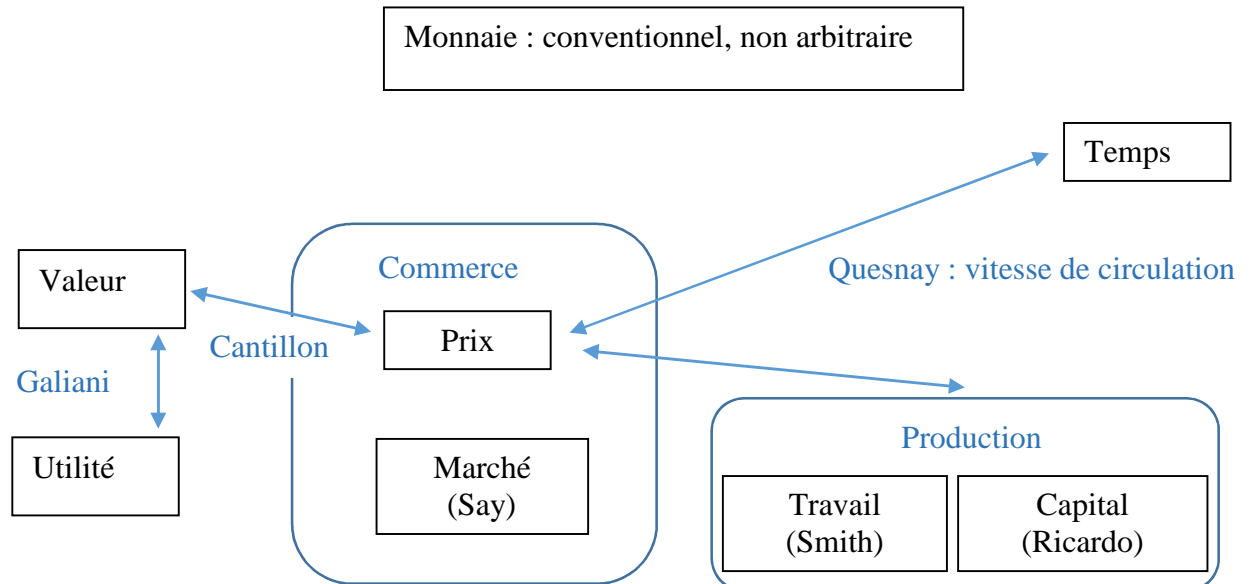 Monnaie : conventionnel, non arbitraire
Temps
Quesnay : vitesse de circulation
Valeur
Commerce
Cantillon
Prix
Galiani
Utilité
Marché
(Say)
Production
Travail
(Smith)
Capital
(Ricardo)